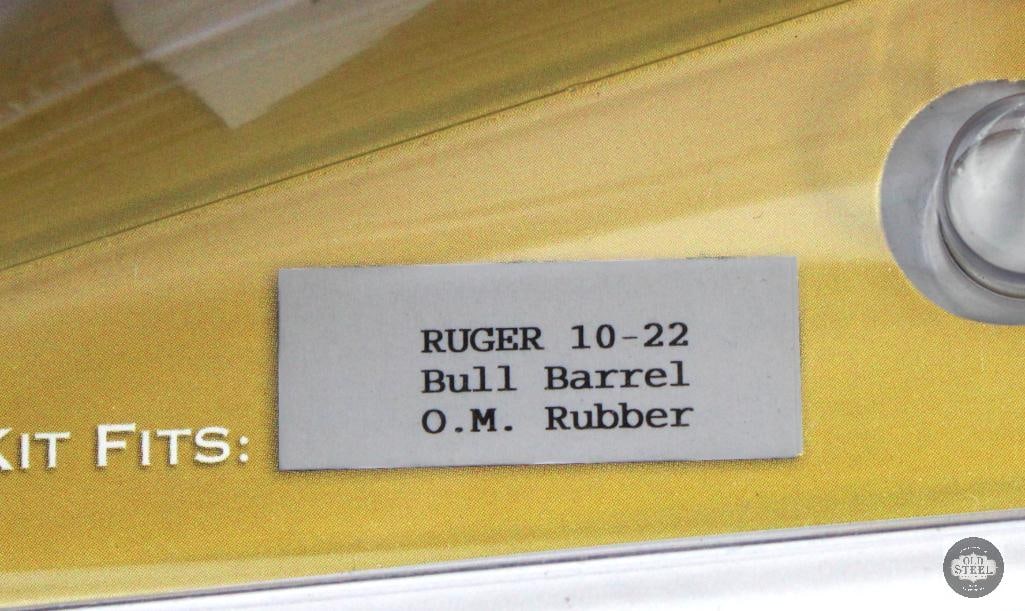 RUGER 10-22
Bull Barrel
O.M. Rubber
KIT FITS:
OLD
STEEL